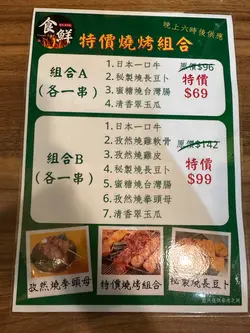 食鮮
晚上六時後供應
特價燒烤組合
組合A
(各一串)
1. 日本一口牛
2. 秘製燒長豆卜
3. 蜜糖燒台灣腸
4. 清香翠玉瓜
原價$96
特價
$69
組合B
(各一串)
1. 日本一口牛
2. 孜然燒雞軟骨
3. 孜然燒雞皮
4. 秘製燒長豆卜
5. 蜜糖燒台灣腸
6. 孜然燒拳頭母
7. 清香翠玉瓜
原價$142
特價
$99
孜然燒拳頭母
特價燒烤組合
秘製燒長豆卜